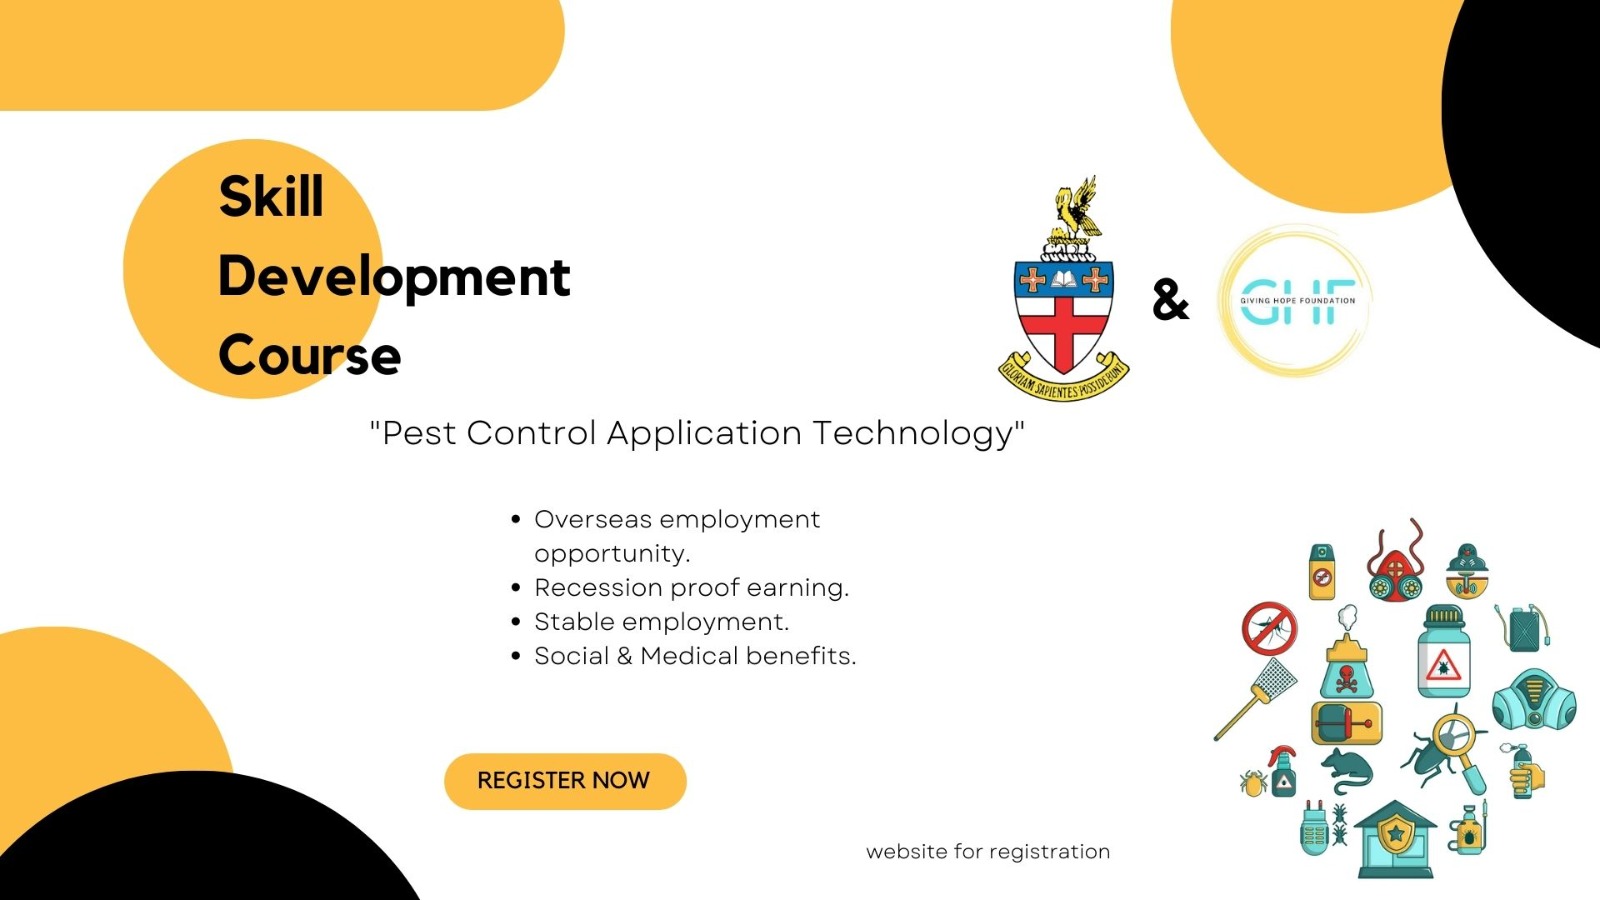 Skill
Development
Course
GLORIAM SAPIENTES POSSIDEBUNT
&
GHF
GIVING HOPE FOUNDATION
"Pest Control Application Technology"
• Overseas employment
opportunity.
• Recession proof earning.
• Stable employment.
• Social & Medical benefits.
REGISTER NOW
website for registration